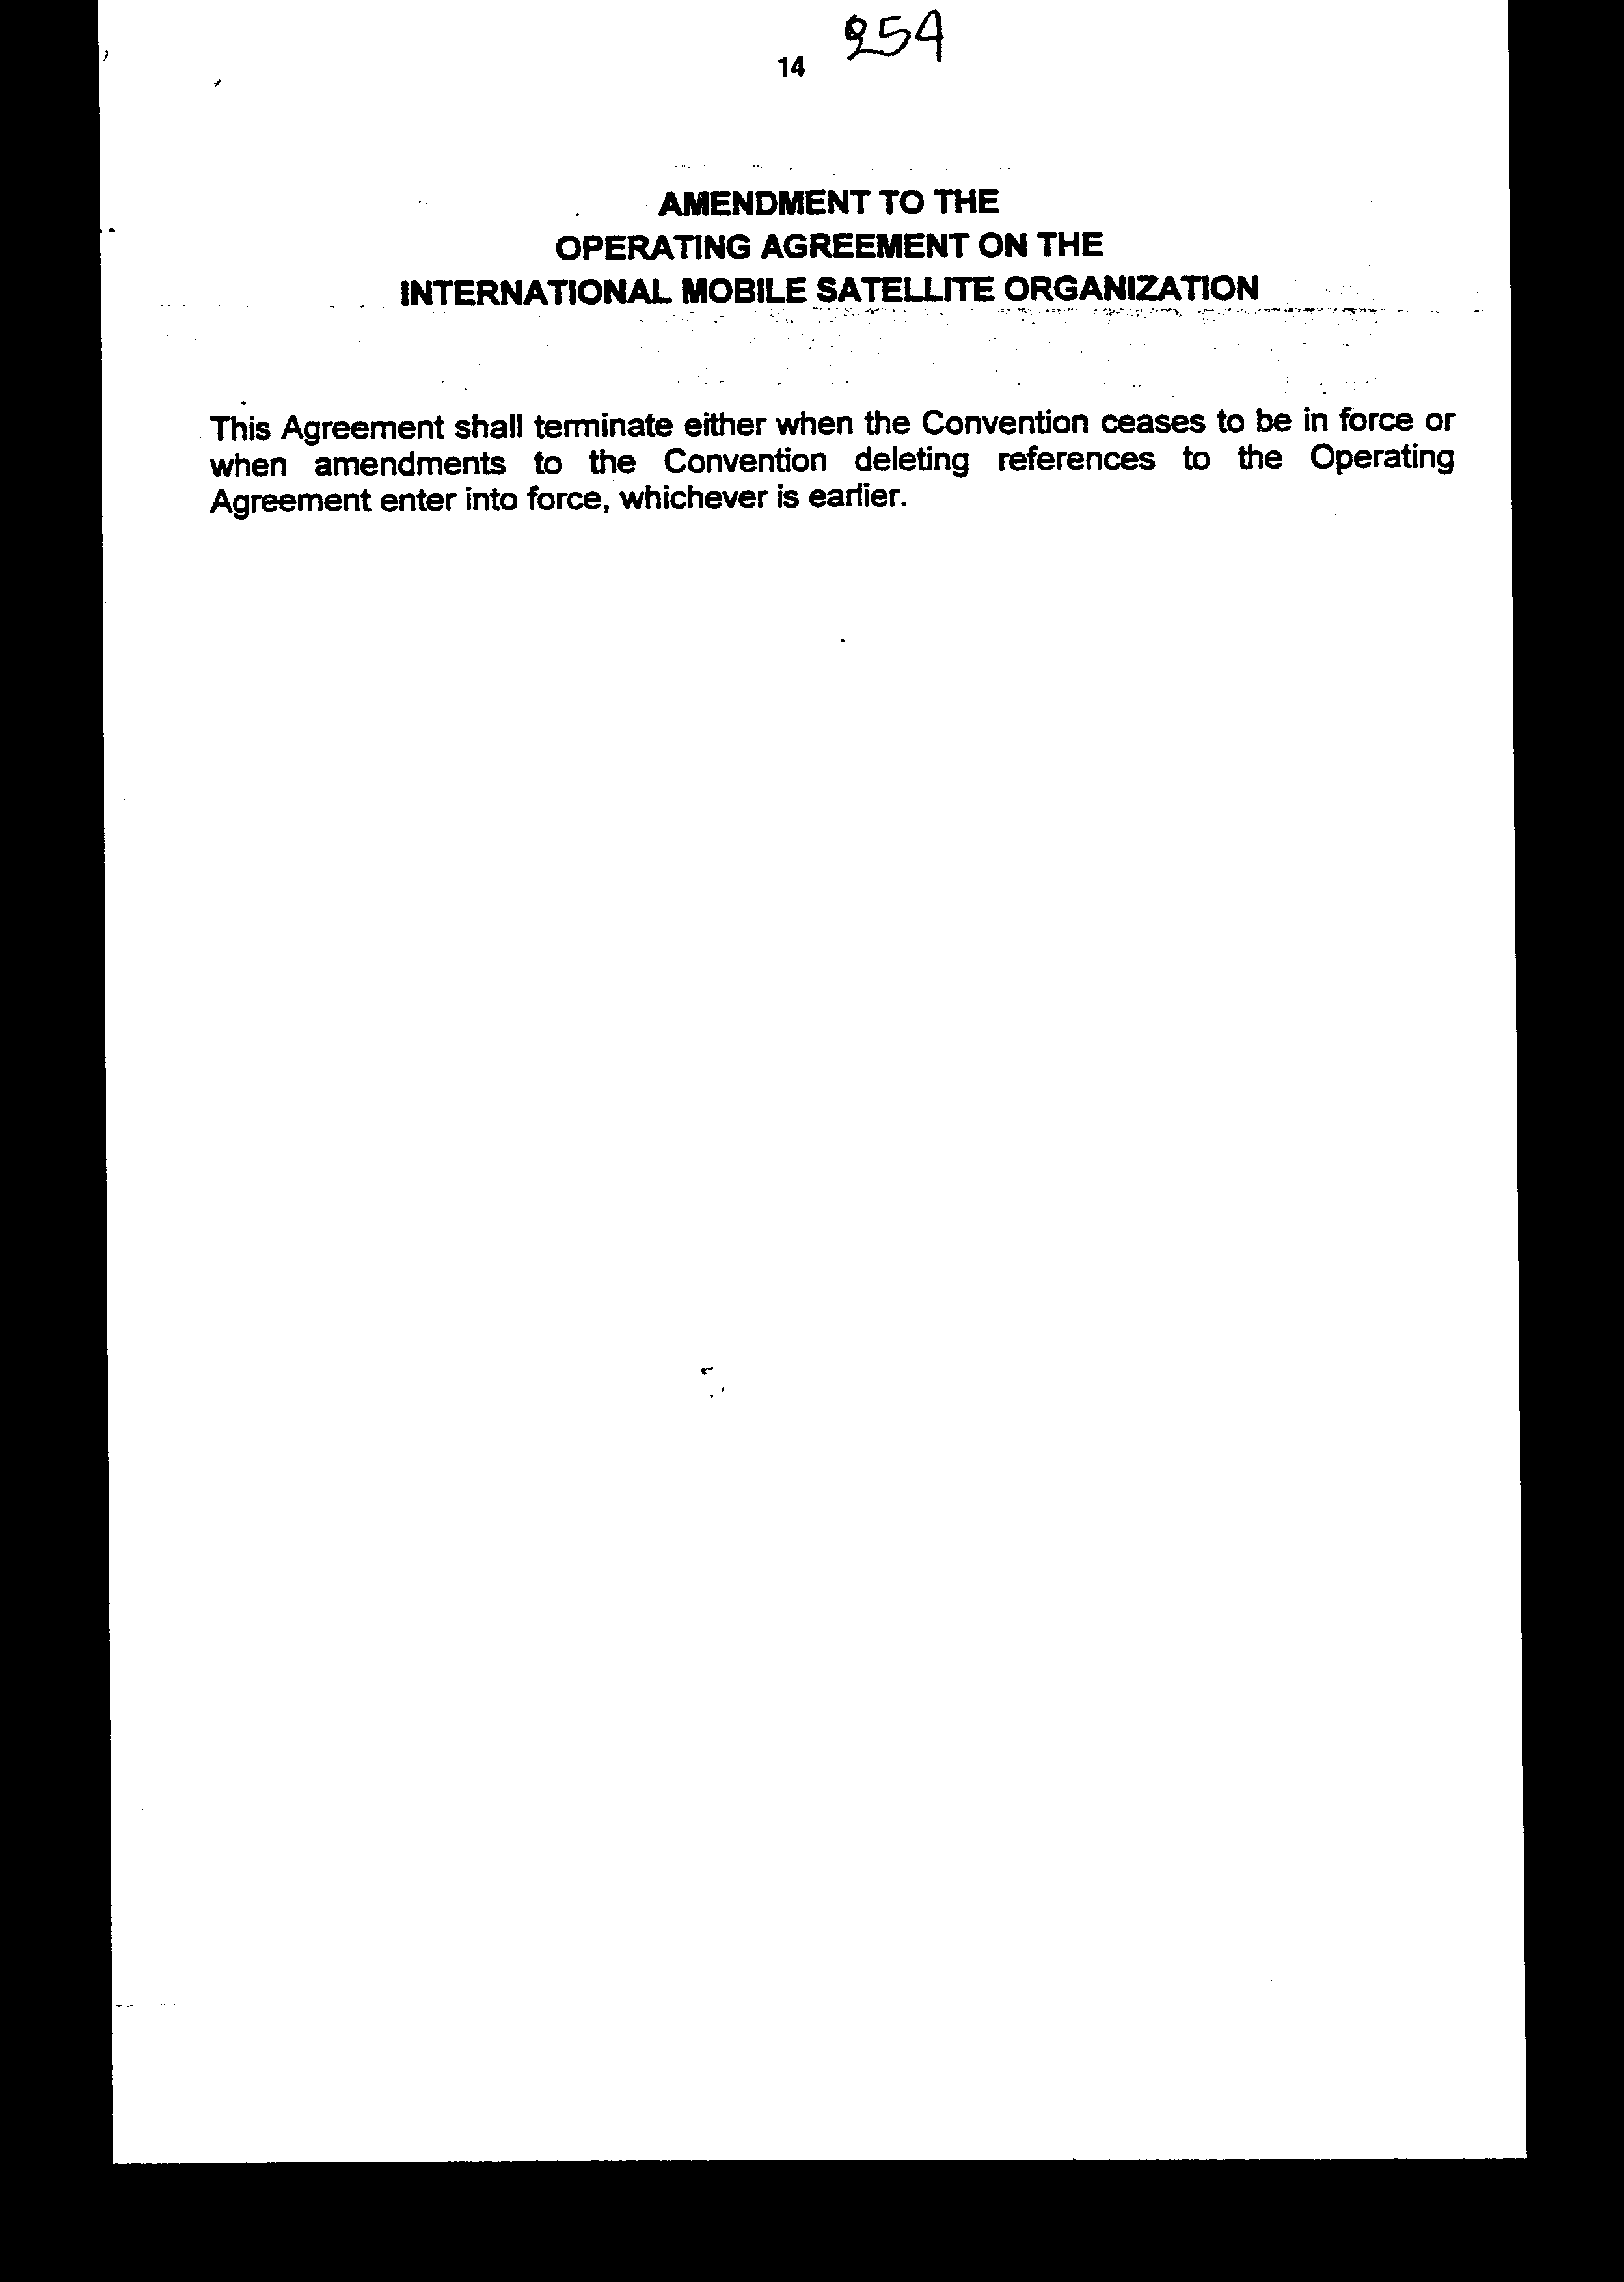 254
14
AMENDMENT TO THE
OPERATING AGREEMENT ON THE
INTERNATIONAL MOBILE SATELLITE ORGANIZATION
This Agreement shall terminate either when the Convention ceases to be in force or
when amendments to the Convention deleting references to the Operating
Agreement enter into force, whichever is earlier.